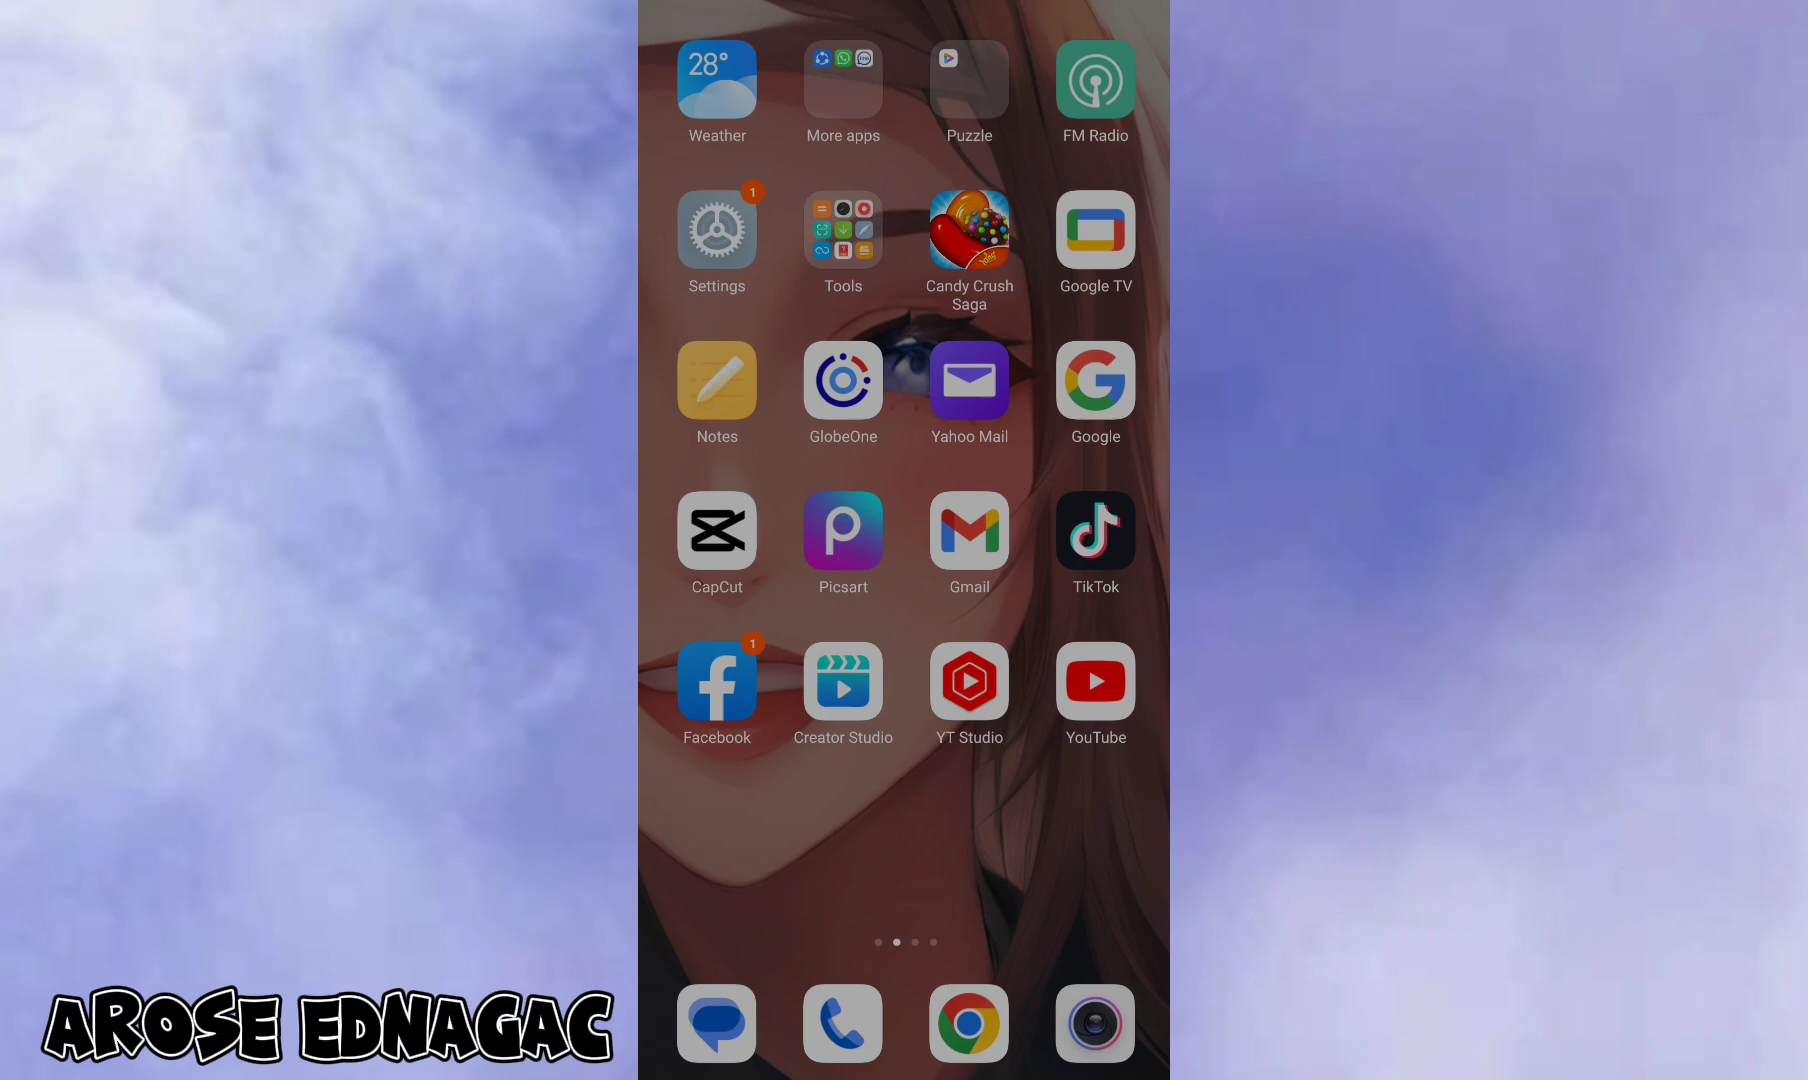 28°
Weather
More apps
Puzzle
FM Radio
1
Settings
Tools
King
Candy Crush
Saga
Google TV
Notes
GlobeOne
Yahoo Mail
Google
CapCut
Picsart
Gmail
TikTok
1
Facebook
Creator Studio
YT Studio
YouTube
AROSE EDNAGAC